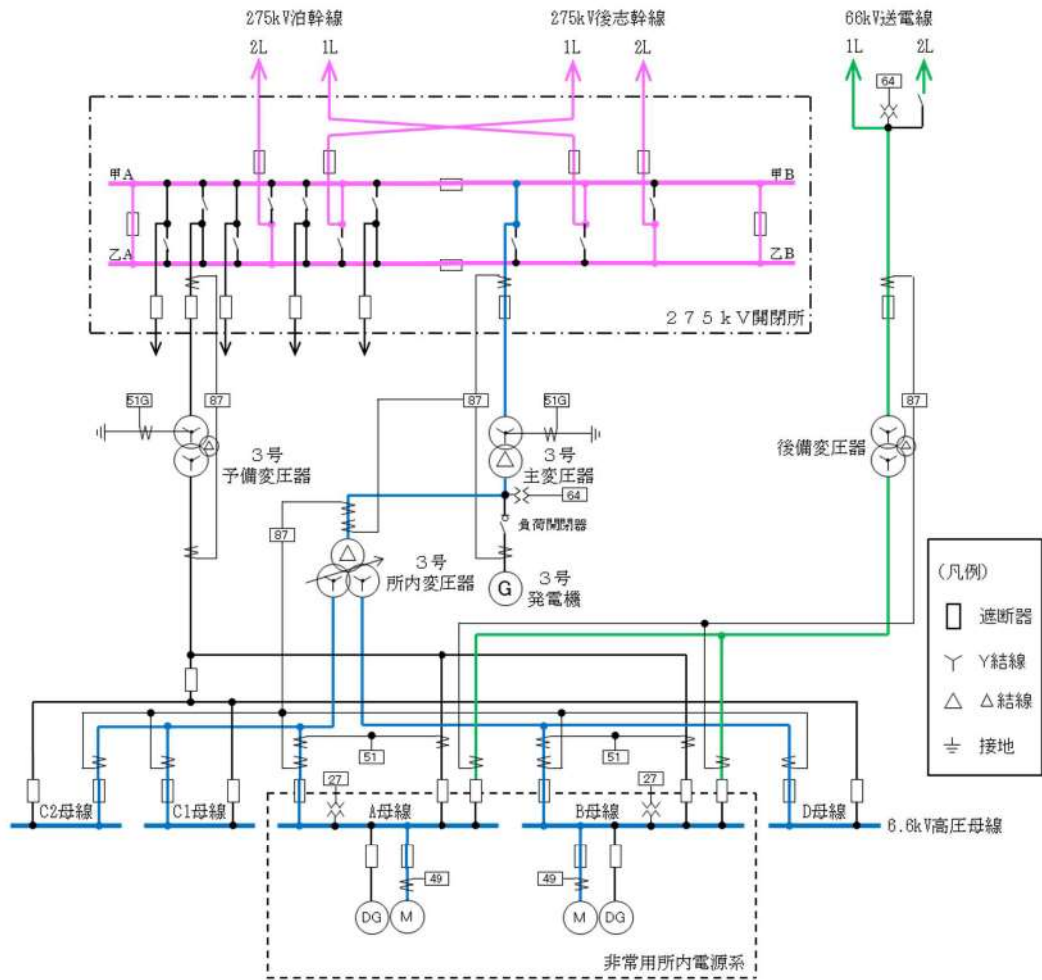 275kV泊幹線
275kV後志幹線
66kV送電線
2L
1L
1L
2L
1L
2L
64
甲A
甲B
乙A
乙B
275kV開閉所
51G
87
87
51G
87
3号
予備変圧器
3号
主変圧器
後備変圧器
64
87
負荷開閉器
3号
所内変圧器
G
3号
発電機
(凡例)
遮断器
Y結線
△結線
接地
51
51
27
27
C2母線
C1母線
A母線
B母線
D母線
6.6kV高圧母線
49
49
DG
M
M
DG
非常用所内電源系